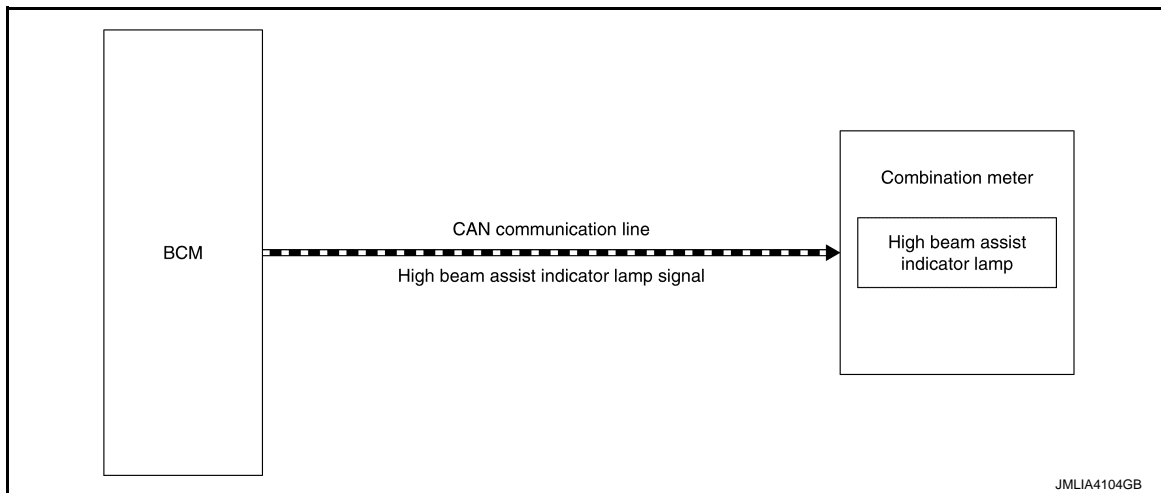 BCM
CAN communication line
High beam assist indicator lamp signal
Combination meter
High beam assist
indicator lamp
JMLIA4104GB